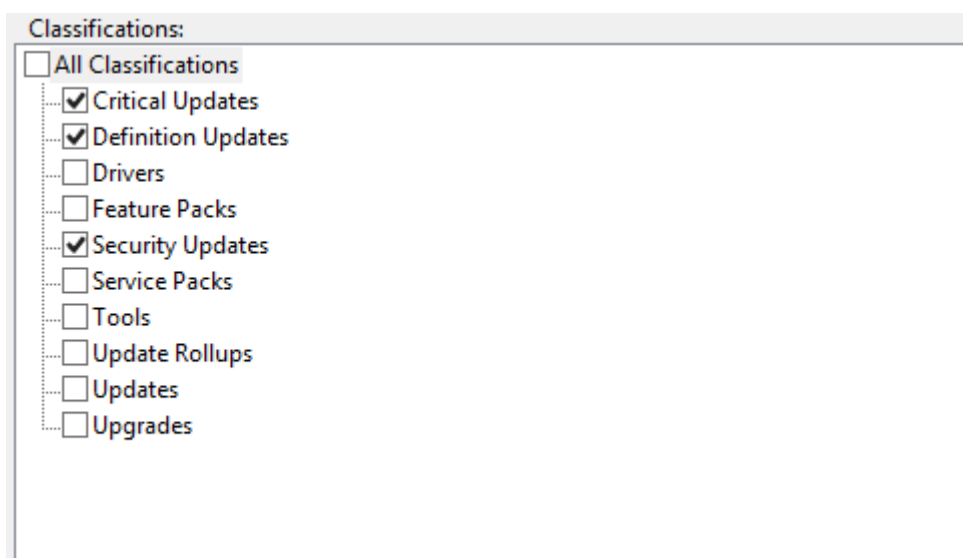 Classifications:
All Classifications
Critical Updates
Definition Updates
Drivers
Feature Packs
Security Updates
Service Packs
Tools
Update Rollups
Updates
Upgrades